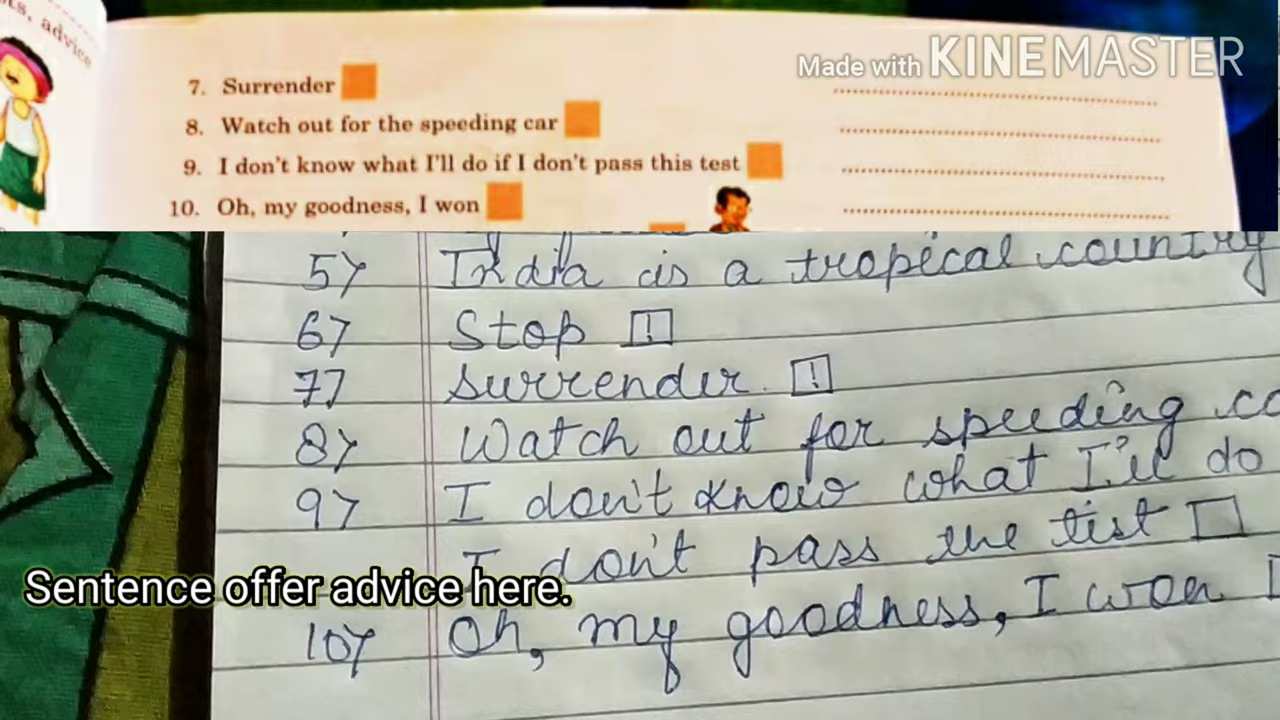 ts, advice
Made with KINEMASTER
7. Surrender
8. Watch out for the speeding car
9. I don't know what I'll do if I don't pass this test
10. Oh, my goodness, I won
5) India is a tropical country
6) Stop !
7) Surrender. !
8) Watch out for speeding
9) I don't know what I'll do
I don't pass the test
Sentence offer advice here.
10) Oh, my goodness, I won